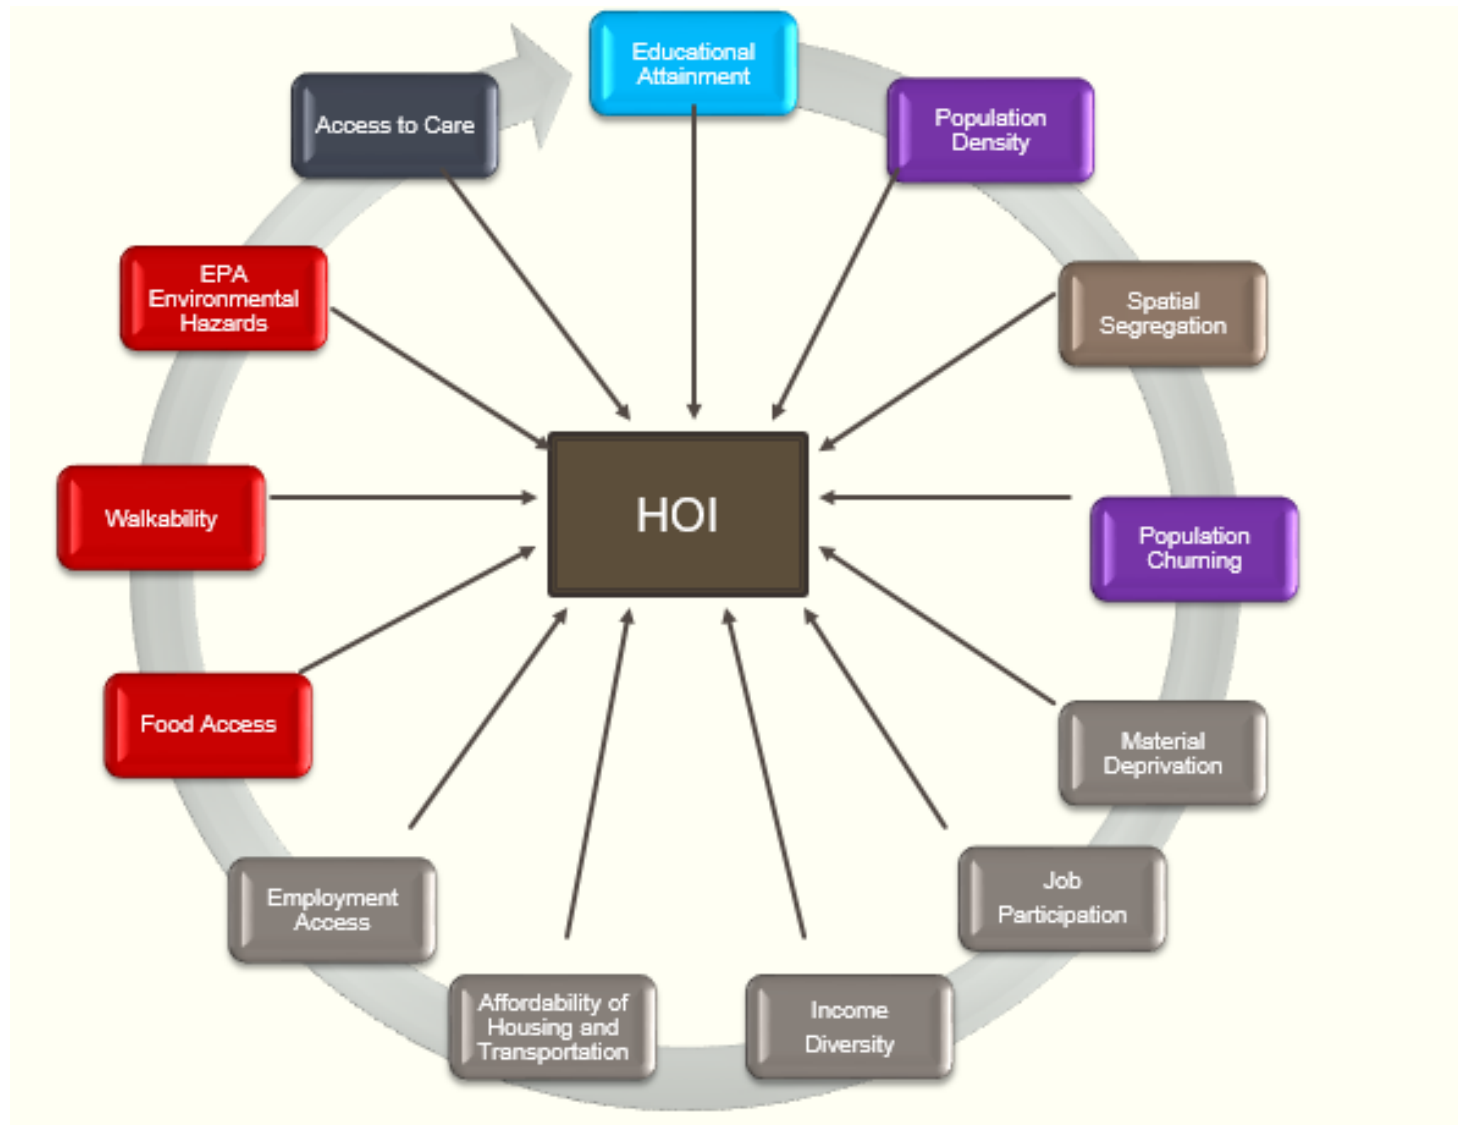 Educational
Attainment
Population
Density
Spatial
Segregation
Population
Churning
Material
Deprivation
Job
Participation
Income
Diversity
Affordability of
Housing and
Transportation
Employment
Access
Food Access
Walkability
EPA
Environmental
Hazards
Access to Care
HOI